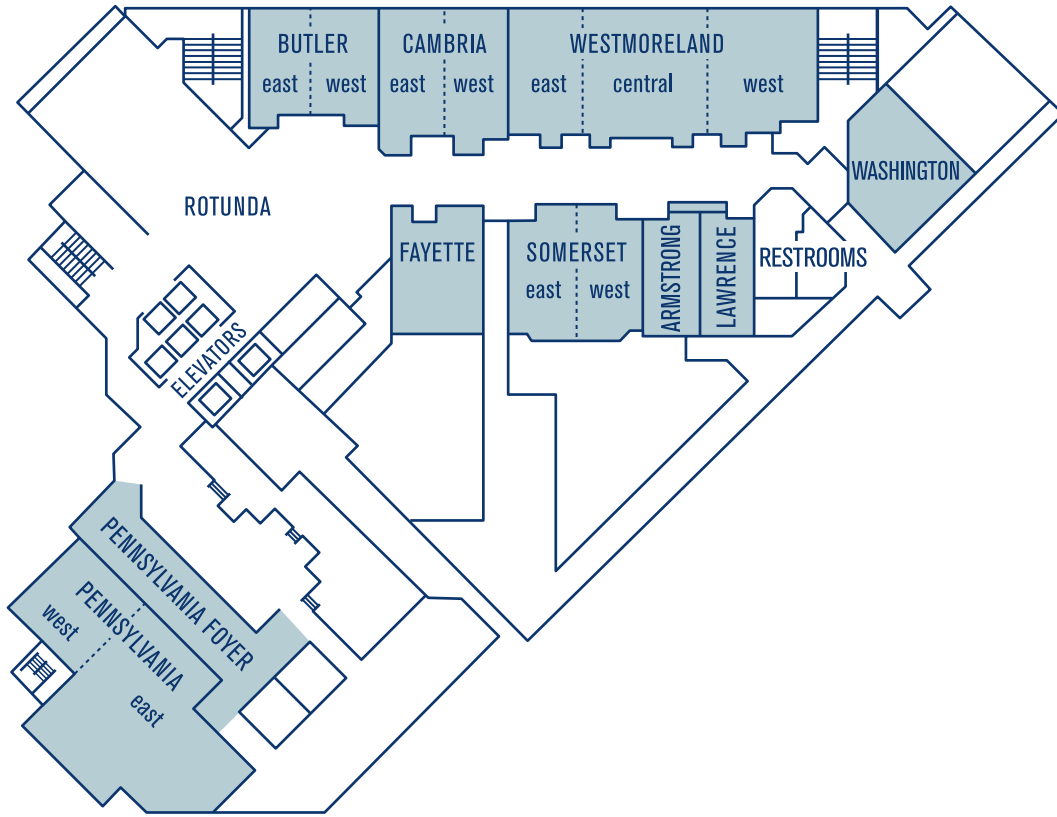 BUTLER
east west
CAMBRIA
east west
WESTMORELAND
east central west
WASHINGTON
ROTUNDA
FAYETTE
SOMERSET
east west
ARMSTRONG
LAWRENCE
RESTROOMS
ELEVATORS
PENNSYLVANIA FOYER
PENNSYLVANIA
west
east